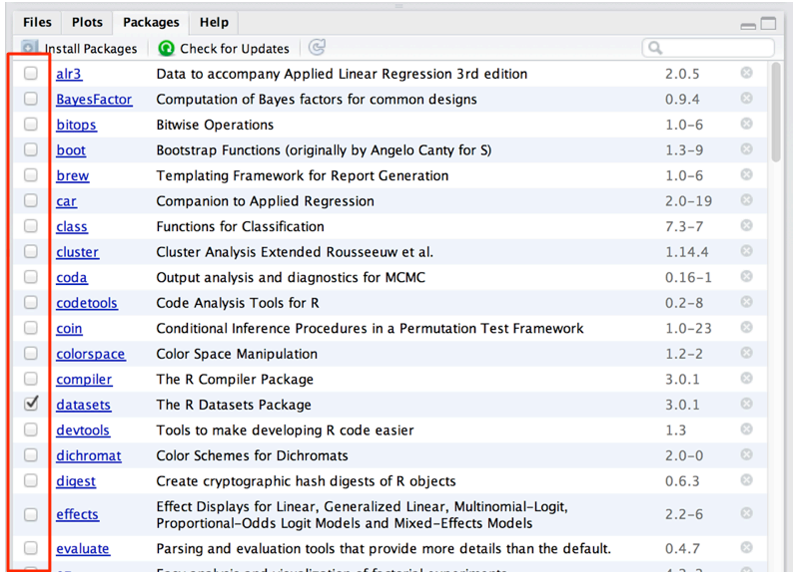 Files Plots Packages Help
Install Packages Check for Updates
alr3 Data to accompany Applied Linear Regression 3rd edition 2.0.5
BayesFactor Computation of Bayes factors for common designs 0.9.4
bitops Bitwise Operations 1.0-6
boot Bootstrap Functions (originally by Angelo Canty for S) 1.3-9
brew Templating Framework for Report Generation 1.0-6
car Companion to Applied Regression 2.0-19
class Functions for Classification 7.3-7
cluster Cluster Analysis Extended Rousseeuw et al. 1.14.4
coda Output analysis and diagnostics for MCMC 0.16-1
codetools Code Analysis Tools for R 0.2-8
coin Conditional Inference Procedures in a Permutation Test Framework 1.0-23
colorspace Color Space Manipulation 1.2-2
compiler The R Compiler Package 3.0.1
datasets The R Datasets Package 3.0.1
devtools Tools to make developing R code easier 1.3
dichromat Color Schemes for Dichromats 2.0-0
digest Create cryptographic hash digests of R objects 0.6.3
effects Effect Displays for Linear, Generalized Linear, Multinomial-Logit, 2.2-6
Proportional-Odds Logit Models and Mixed-Effects Models
evaluate Parsing and evaluation tools that provide more details than the default. 0.4.7